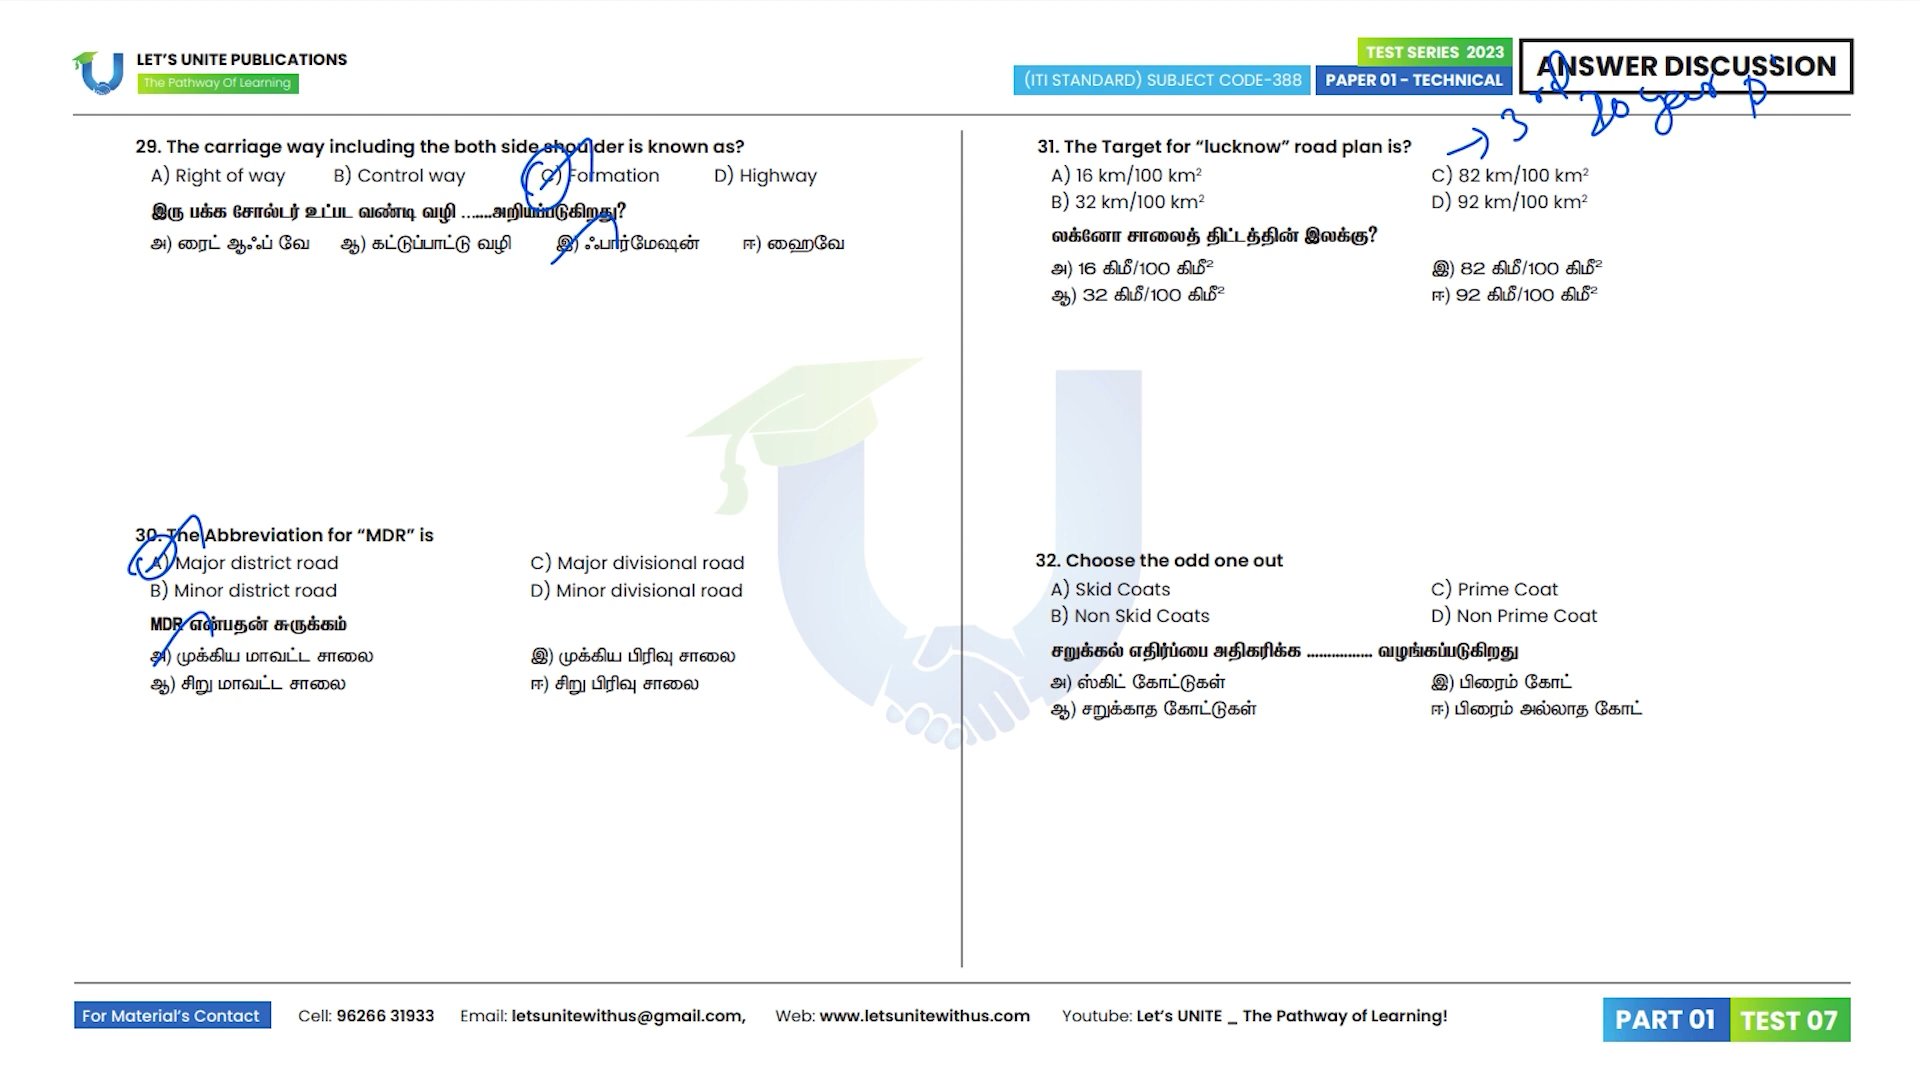 LET'S UNITE PUBLICATIONS
The Pathway Of Learning
TEST SERIES 2023
(ITI STANDARD) SUBJECT CODE-388
PAPER 01 - TECHNICAL
ANSWER DISCUSSION
→ 3rd 20 year p
29. The carriage way including the both side shoulder is known as?
A) Right of way B) Control way C) Formation D) Highway
இரு பக்க சோல்டர் உட்பட வண்டி வழி .......அறியப்படுகிறது?
அ) ரைட் ஆஃப் வே ஆ) கட்டுப்பாட்டு வழி இ) ஃபார்மேஷன் ஈ) ஹைவே
30. The Abbreviation for "MDR" is
A) Major district road C) Major divisional road
B) Minor district road D) Minor divisional road
MDR என்பதன் சுருக்கம்
அ) முக்கிய மாவட்ட சாலை இ) முக்கிய பிரிவு சாலை
ஆ) சிறு மாவட்ட சாலை ஈ) சிறு பிரிவு சாலை
31. The Target for "lucknow" road plan is?
A) 16 km/100 km² C) 82 km/100 km²
B) 32 km/100 km² D) 92 km/100 km²
லக்னோ சாலைத் திட்டத்தின் இலக்கு?
அ) 16 கிமீ/100 கிமீ² இ) 82 கிமீ/100 கிமீ²
ஆ) 32 கிமீ/100 கிமீ² ஈ) 92 கிமீ/100 கிமீ²
32. Choose the odd one out
A) Skid Coats C) Prime Coat
B) Non Skid Coats D) Non Prime Coat
சறுக்கல் எதிர்ப்பை அதிகரிக்க ................ வழங்கப்படுகிறது
அ) ஸ்கிட் கோட்டுகள் இ) பிரைம் கோட்
ஆ) சறுக்காத கோட்டுகள் ஈ) பிரைம் அல்லாத கோட்
For Material's Contact Cell: 96266 31933 Email: letsunitewithus@gmail.com, Web: www.letsunitewithus.com Youtube: Let's UNITE _ The Pathway of Learning!
PART 01 TEST 07